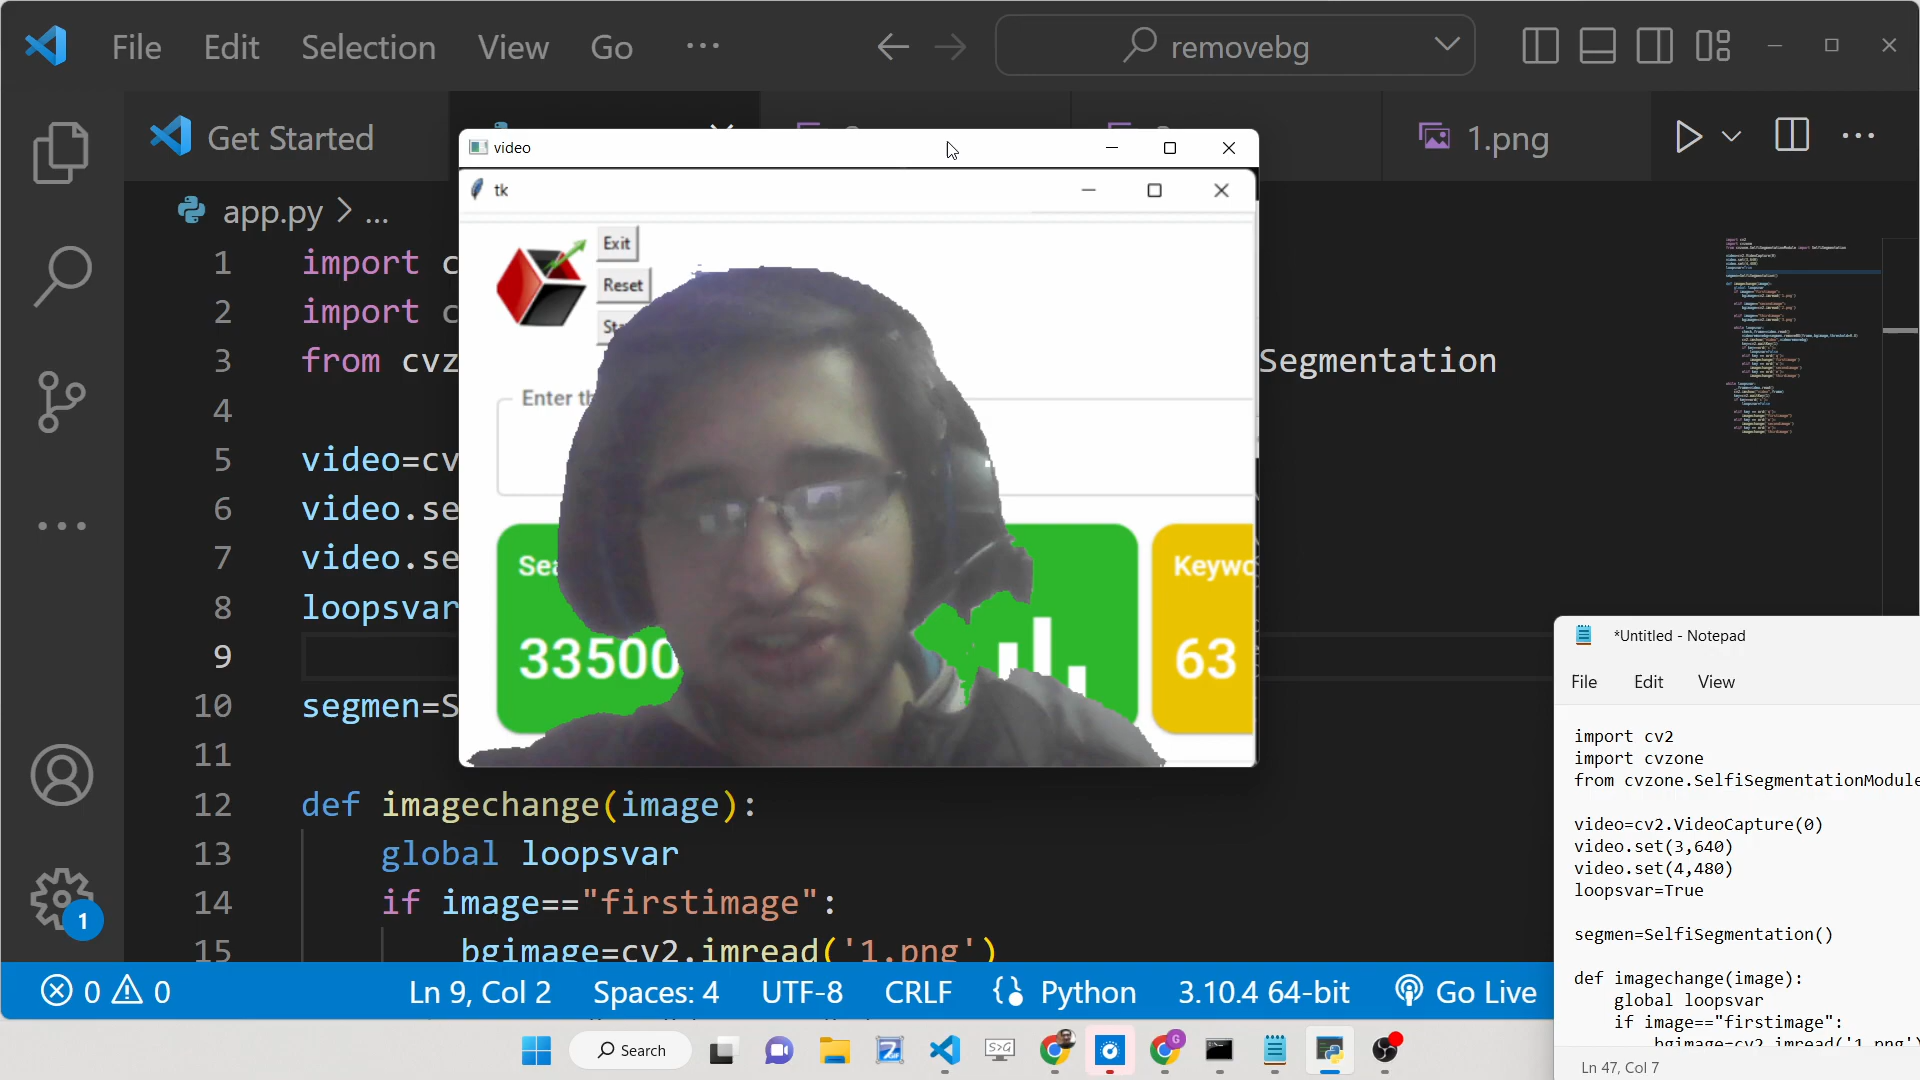 File Edit Selection View Go ... removebg
Get Started
1.png
app.py > ...
video
tk
Exit
Reset
Enter
33500
63
1 import
2 import
3 from cvz Segmentation
4
5 video=cv
6 video.se
7 video.se
8 loopsvar
9
10 segmen=S
11
12 def imagechange(image):
13 global loopsvar
14 if image=="firstimage":
15 bgimage=cv2.imread('1.png')
*Untitled - Notepad
File Edit View
import cv2
import cvzone
from cvzone.SelfiSegmentationModule
video=cv2.VideoCapture(0)
video.set(3,640)
video.set(4,480)
loopsvar=True
segmen=SelfiSegmentation()
def imagechange(image):
global loopsvar
if image=="firstimage":
bgimage=cv2.imread('1.png')
Ln 47, Col 7
1
0 0 Ln 9, Col 2 Spaces: 4 UTF-8 CRLF Python 3.10.4 64-bit Go Live
Search